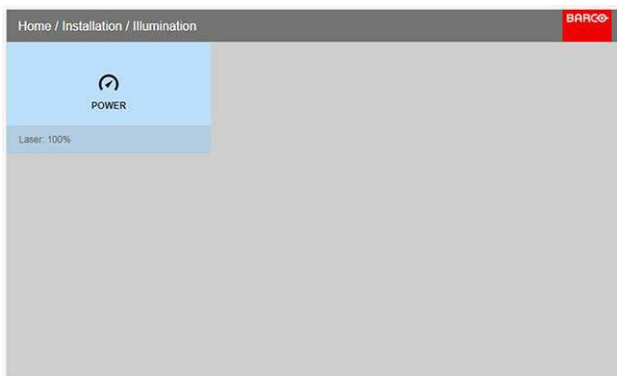 Home / Installation / Illumination
BARCO
POWER
Laser: 100%